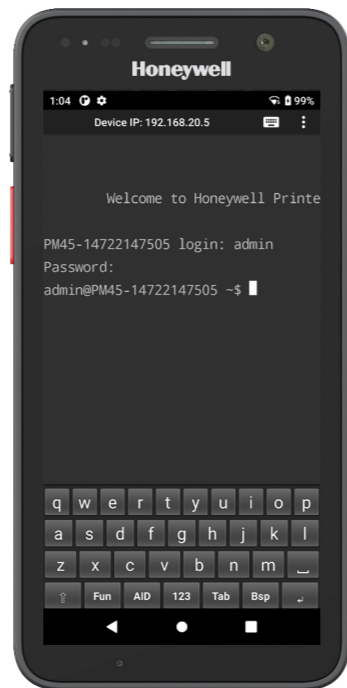 Honeywell
1:04 99%
Device IP: 192.168.20.5
Welcome to Honeywell Printe
PM45-14722147505 login: admin
Password:
admin@PM45-14722147505 ~$
q w e r t y u i o p
a s d f g h j k l
z x c v b n m
Fun AID 123 Tab Bsp